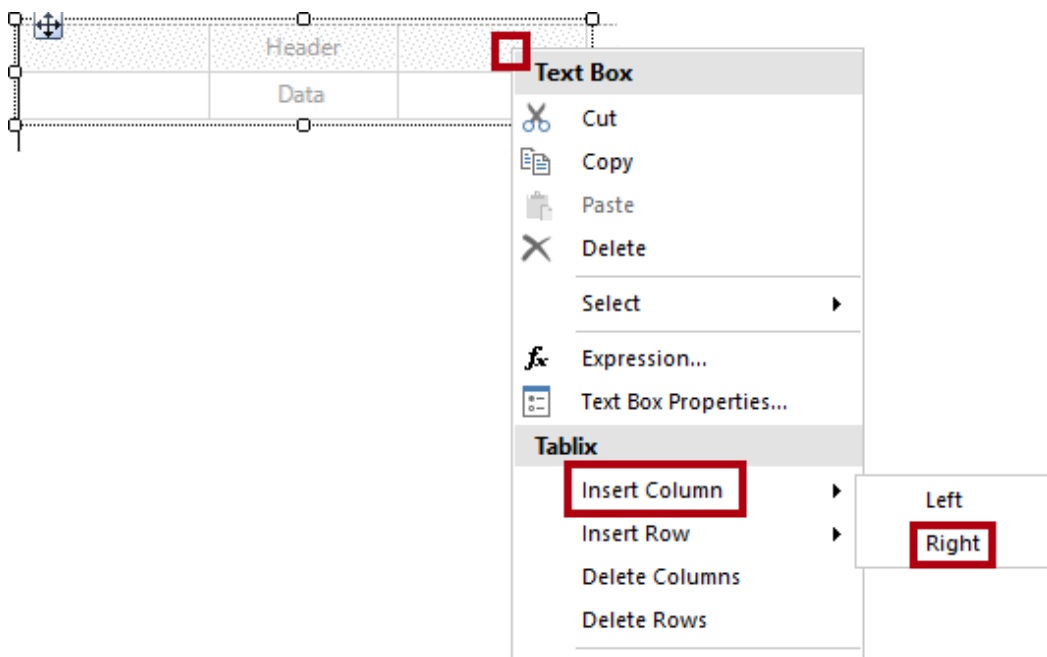 Header
Data
Text Box
Cut
Copy
Paste
Delete
Select
fx Expression...
Text Box Properties...
Tablix
Insert Column
Left
Insert Row
Right
Delete Columns
Delete Rows